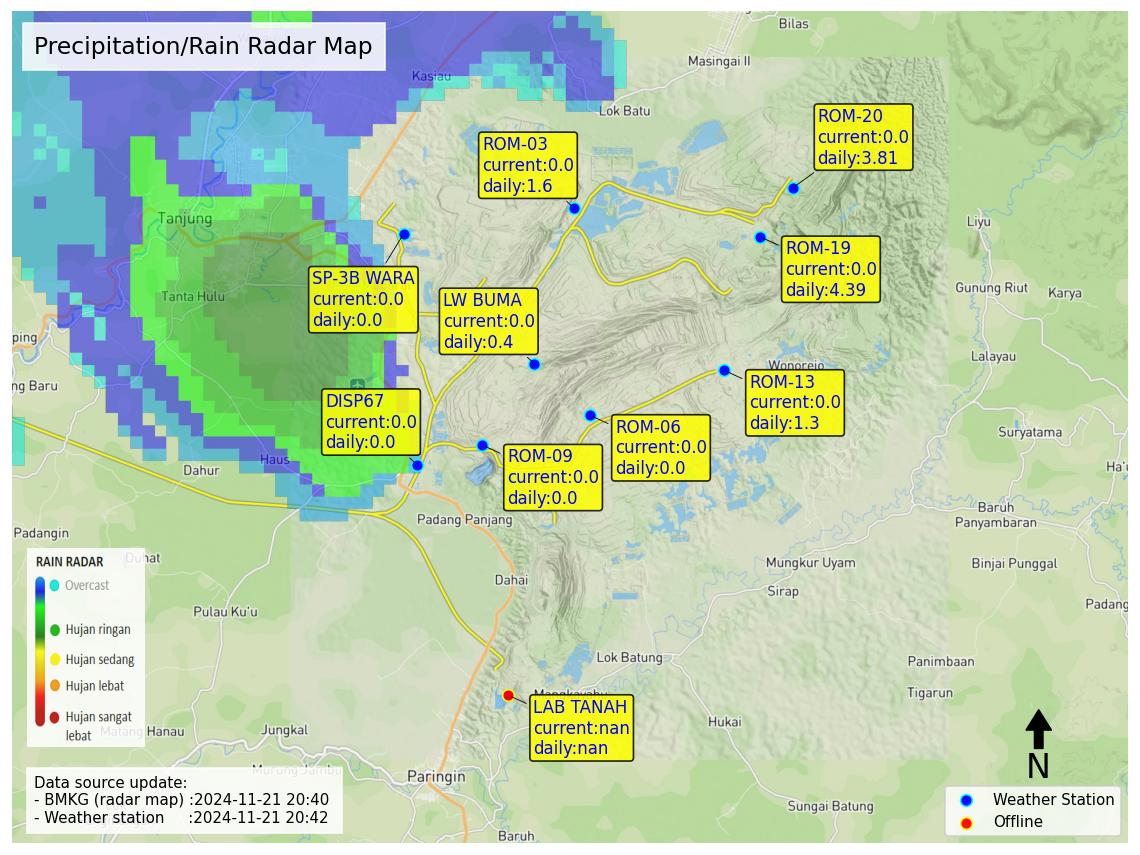 Precipitation/Rain Radar Map
Bilas
Masingai II
Kasiau
Lok Batu
ROM-20
current:0.0
daily:3.81
ROM-03
current:0.0
daily:1.6
Tanjung
Liyu
ROM-19
current:0.0
daily:4.39
SP-3B WARA
current:0.0
daily:0.0
Tanta Hulu
LW BUMA
current:0.0
daily:0.4
Gunung Riut
Karya
ping
Layalau
Wonorejo
ng Baru
ROM-13
current:0.0
daily:1.3
DISP67
current:0.0
daily:0.0
ROM-06
current:0.0
daily:0.0
Suryatama
ROM-09
current:0.0
daily:0.0
Haus
Dahur
Ha'u
Baruh
Panyambaran
Padang Panjang
Padangin
Duhat
Mungkur Uyam
Binjai Punggal
Dahai
Sirap
Padang
Pulau Ku'u
RAIN RADAR
Overcast
Hujan ringan
Hujan sedang
Hujan lebat
Hujan sangat
lebat
Lok Batung
Panimbaan
Tigarun
LAB TANAH
current:nan
daily:nan
Hukai
Matang Hanau
Jungkal
Murung Jambu
Paringin
Data source update:
- BMKG (radar map) :2024-11-21 20:40
- Weather station :2024-11-21 20:42
N
Sungai Batung
Baruh
Weather Station
Offline